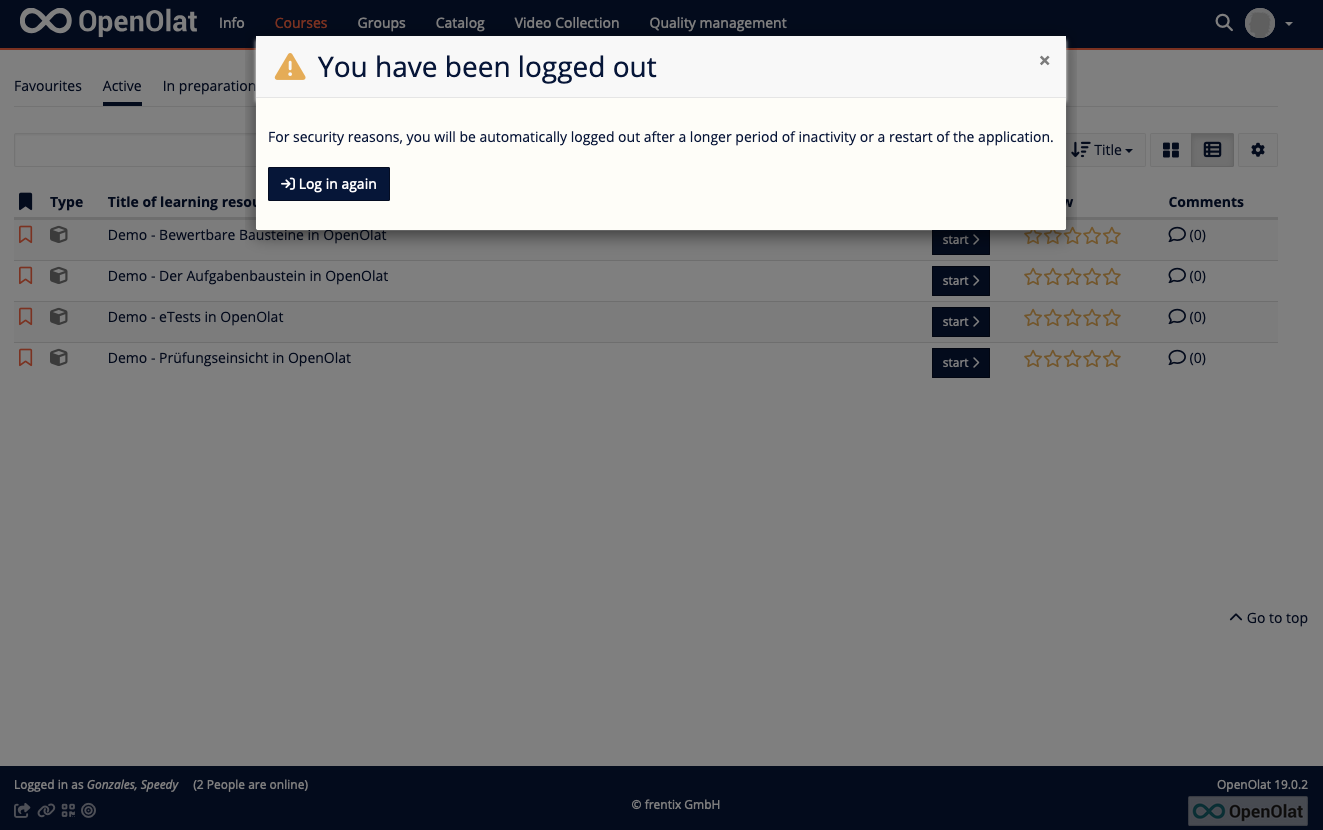 OpenOlat Info Courses Groups Catalog Video Collection Quality management
You have been logged out ×
Favourites Active In preparation
For security reasons, you will be automatically logged out after a longer period of inactivity or a restart of the application.
Title
Log in again
Type Title of learning Comments
Demo - Bewertbare Bausteine in OpenOlat start (0)
Demo - Der Aufgabenbaustein in OpenOlat start (0)
Demo - eTests in OpenOlat start (0)
Demo - Prüfungseinsicht in OpenOlat start (0)
Go to top
Logged in as Gonzales, Speedy (2 People are online) OpenOlat 19.0.2
© frentix GmbH
OpenOlat